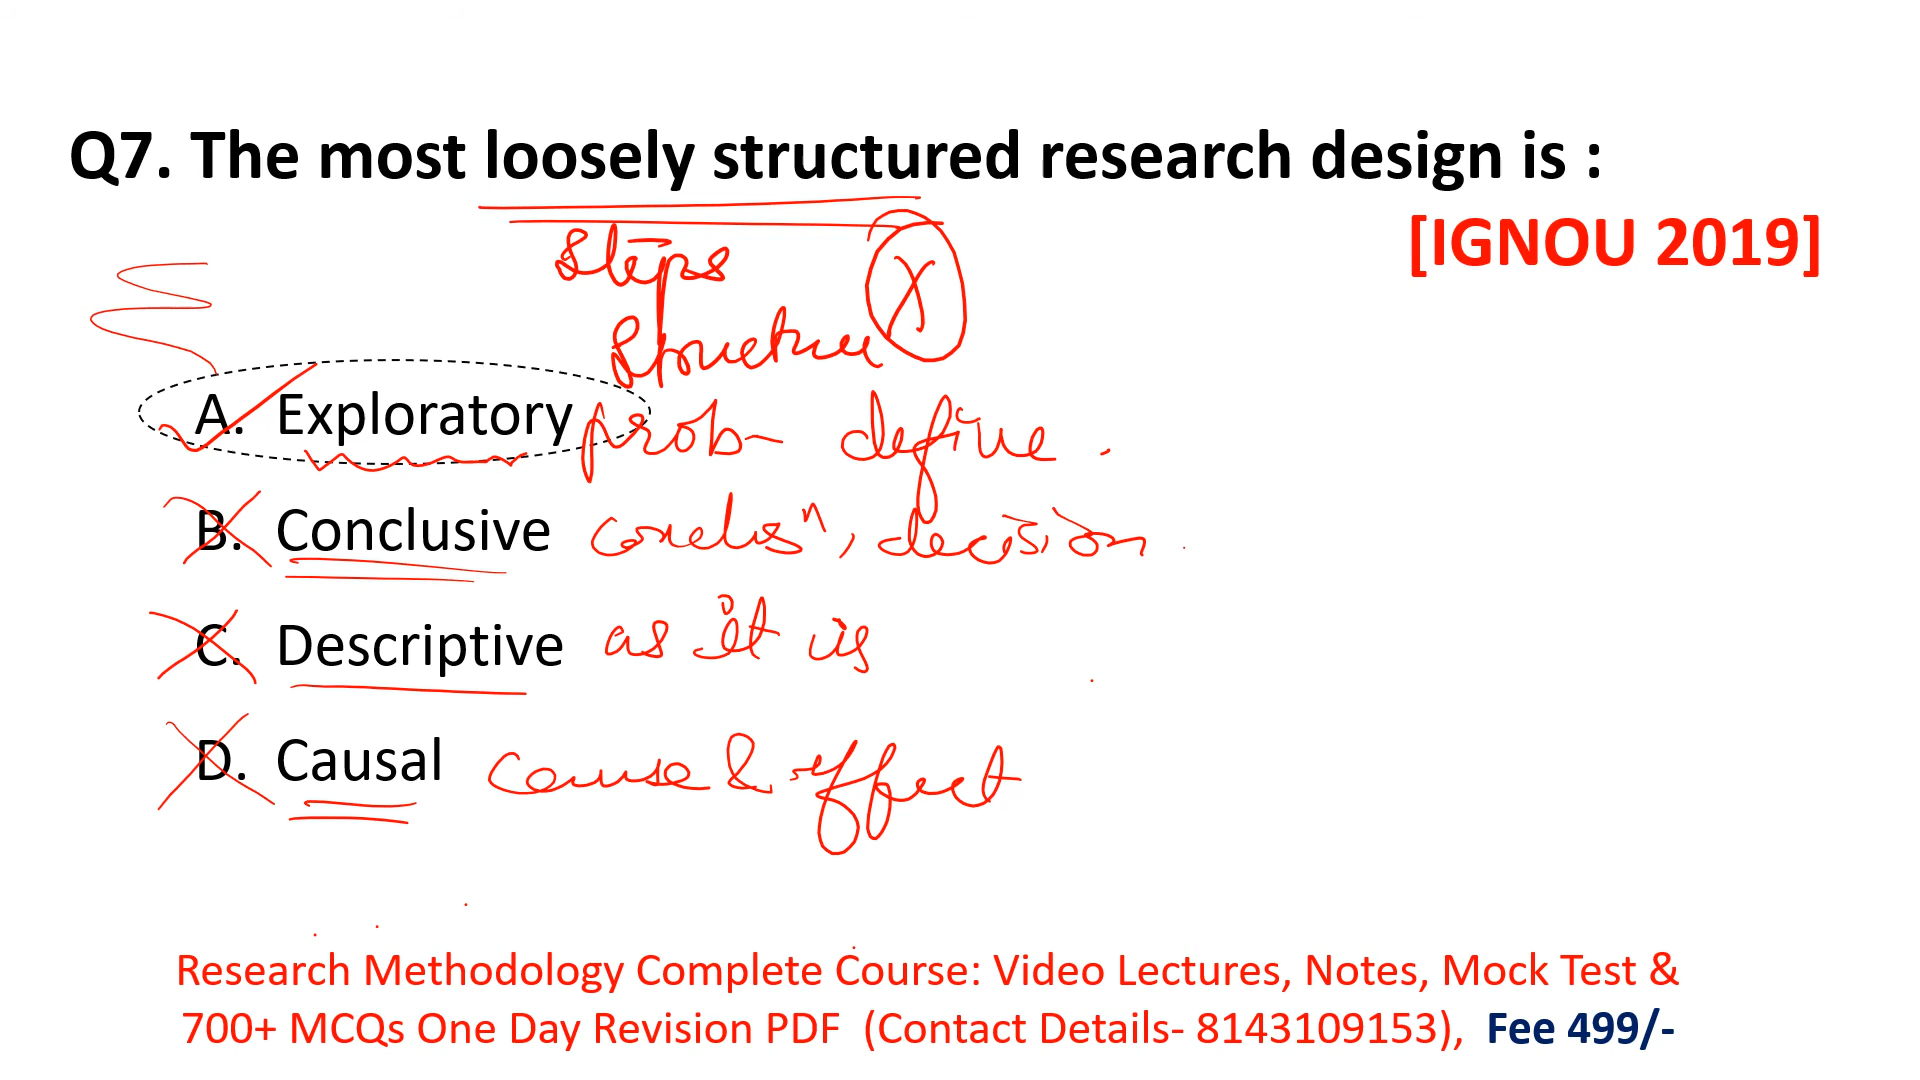 Q7. The most loosely structured research design is :
[IGNOU 2019]
Steps
Structure X
A. Exploratory prob define.
B. Conclusive conclusⁿ, decision
C. Descriptive as it is
D. Causal cause & effect
Research Methodology Complete Course: Video Lectures, Notes, Mock Test &
700+ MCQs One Day Revision PDF (Contact Details- 8143109153), Fee 499/-